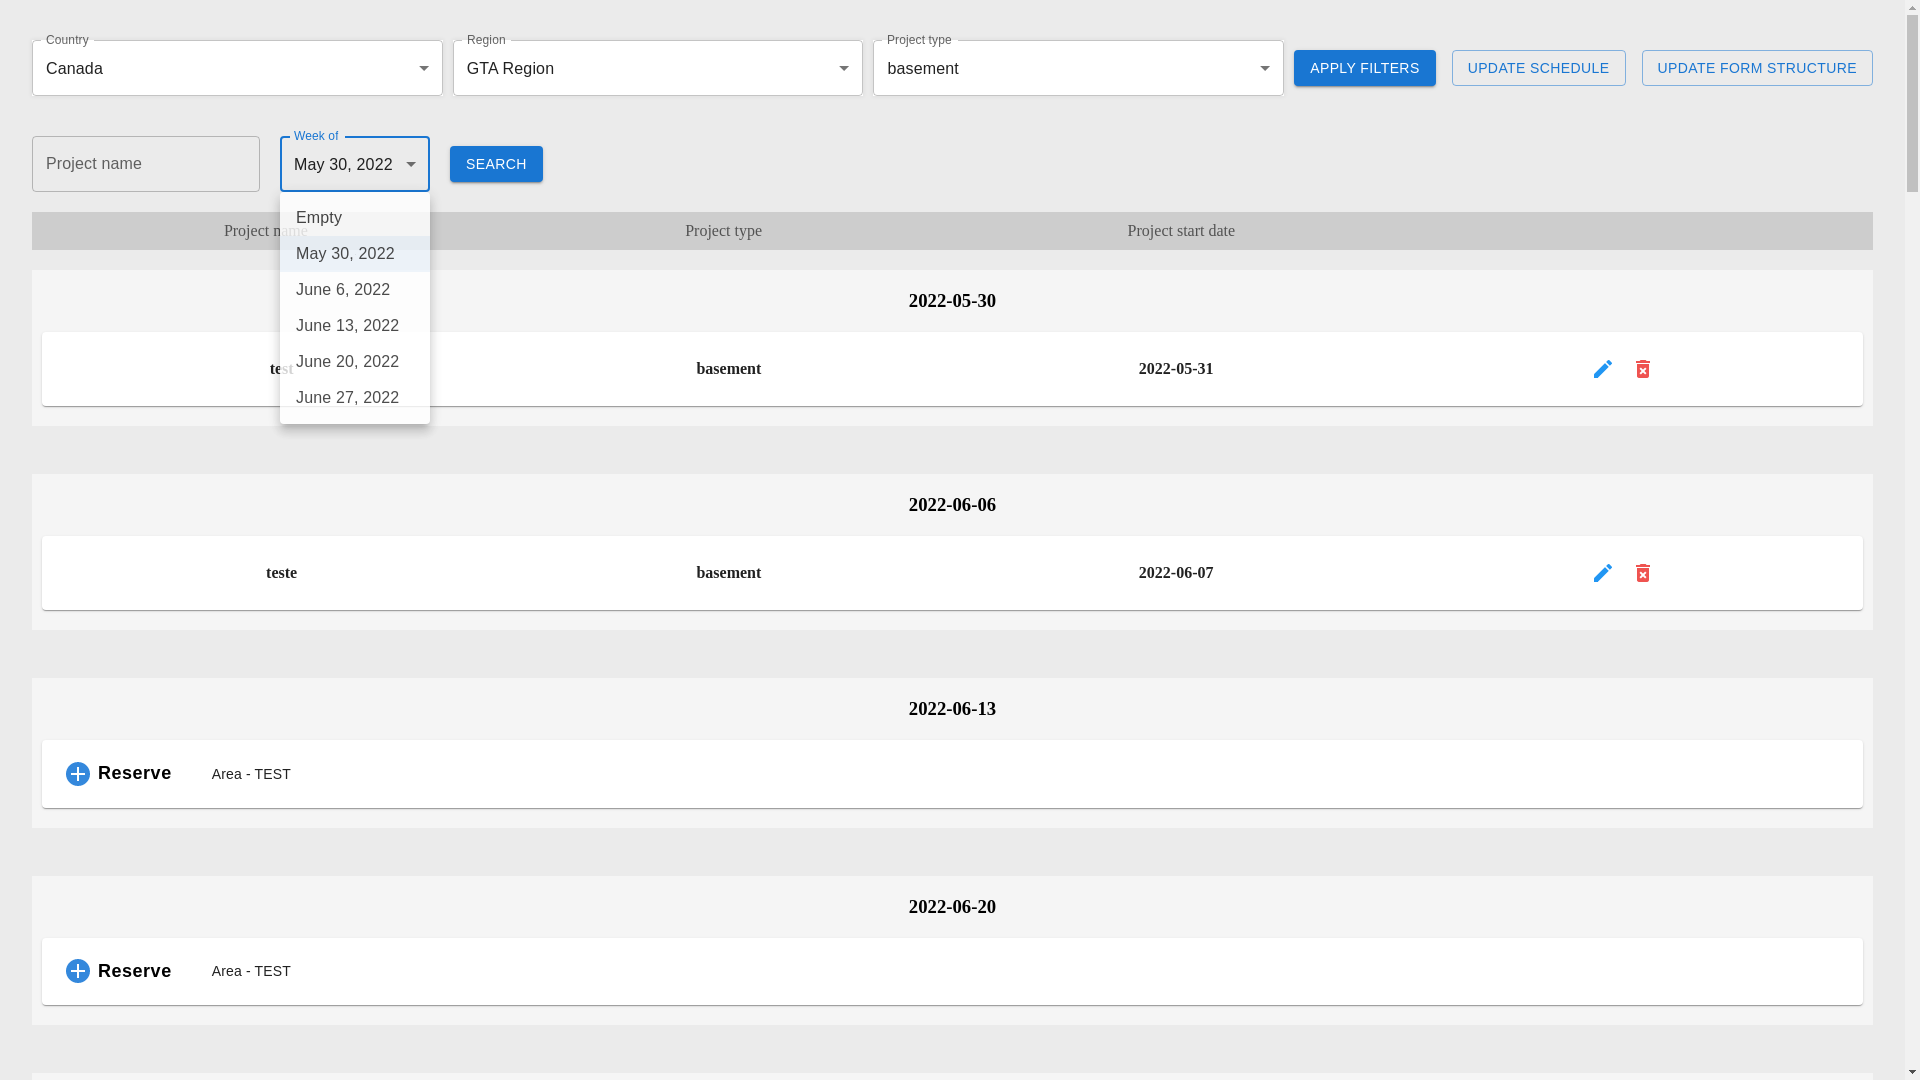 Country
Canada
Region
GTA Region
Project type
basement
APPLY FILTERS
UPDATE SCHEDULE
UPDATE FORM STRUCTURE
Project name
Week of
May 30, 2022
SEARCH
Empty
May 30, 2022
June 6, 2022
June 13, 2022
June 20, 2022
June 27, 2022
Project name
Project type
Project start date
2022-05-30
test
basement
2022-05-31
2022-06-06
teste
basement
2022-06-07
2022-06-13
Reserve
Area - TEST
2022-06-20
Reserve
Area - TEST